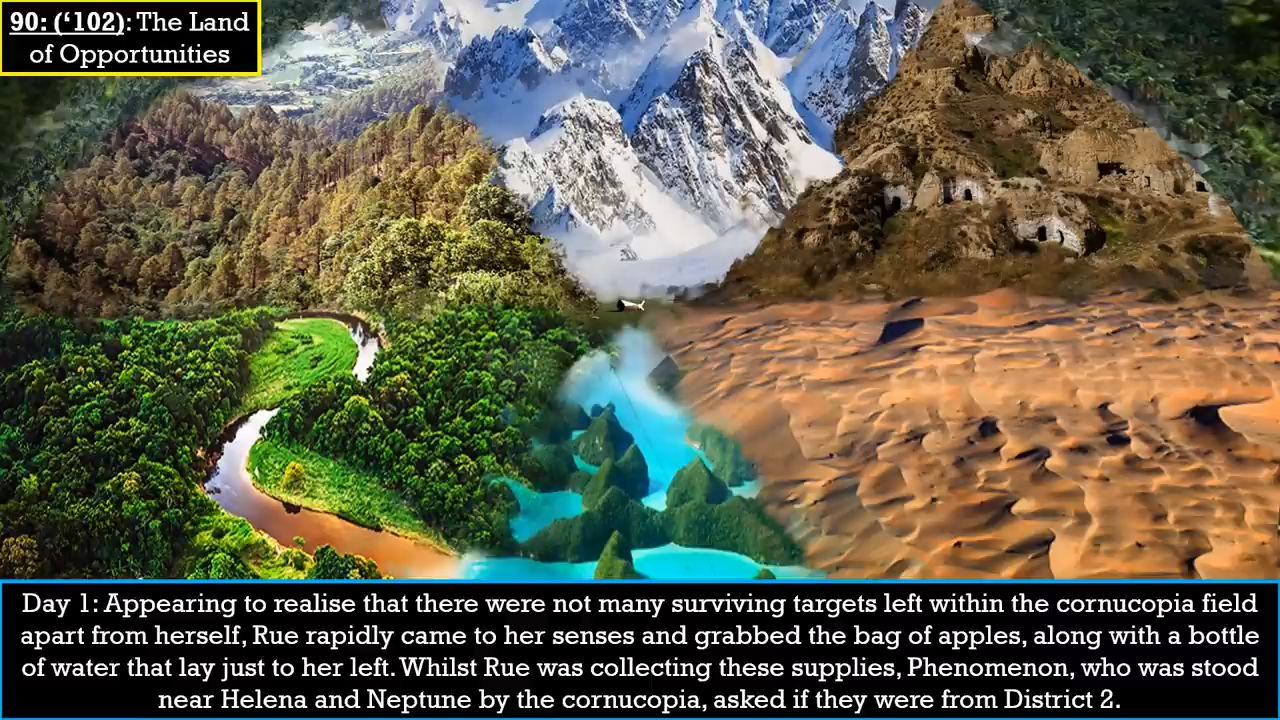 90: (‘102): The Land
of Opportunities
Day 1: Appearing to realise that there were not many surviving targets left within the cornucopia field
apart from herself, Rue rapidly came to her senses and grabbed the bag of apples, along with a bottle
of water that lay just to her left. Whilst Rue was collecting these supplies, Phenomenon, who was stood
near Helena and Neptune by the cornucopia, asked if they were from District 2.